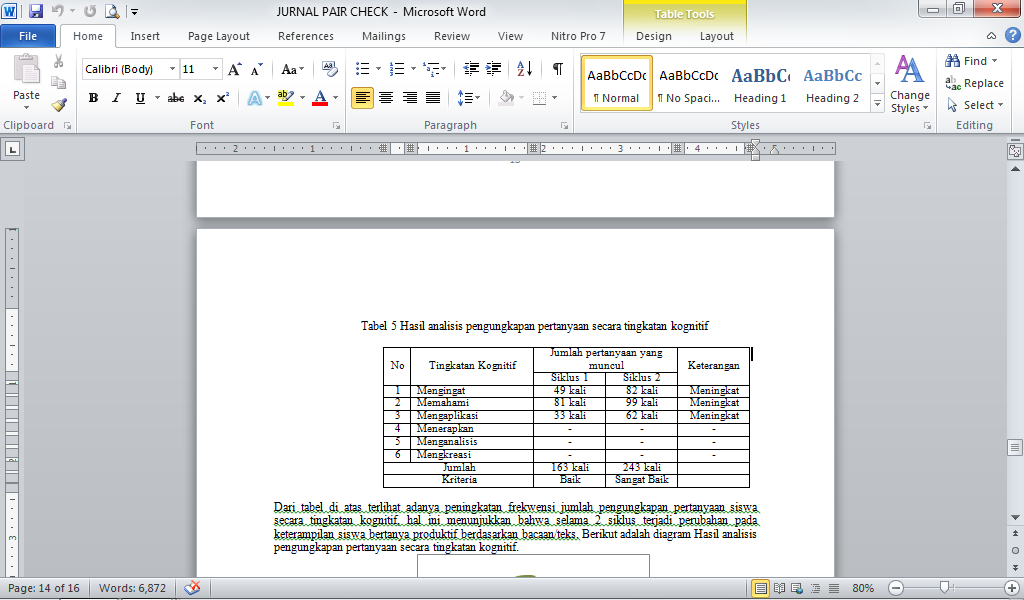 JURNAL PAIR CHECK - Microsoft Word
Table Tools
File Home Insert Page Layout References Mailings Review View Nitro Pro 7 Design Layout
Paste
Calibri (Body) 11
AaBbCcDc AaBbCcDc AaBbCc AaBbCc
¶ Normal ¶ No Spaci... Heading 1 Heading 2
Change Styles
Find
Replace
Select
Clipboard Font Paragraph Styles Editing
Tabel 5 Hasil analisis pengungkapan pertanyaan secara tingkatan kognitif
No Tingkatan Kognitif Jumlah pertanyaan yang muncul Keterangan
Siklus 1 Siklus 2
1 Mengingat 49 kali 82 kali Meningkat
2 Memahami 81 kali 99 kali Meningkat
3 Mengaplikasi 33 kali 62 kali Meningkat
4 Menerapkan - - -
5 Menganalisis - - -
6 Mengkreasi - - -
Jumlah 163 kali 243 kali
Kriteria Baik Sangat Baik
Dari tabel di atas terlihat adanya peningkatan frekwensi jumlah pengungkapan pertanyaan siswa
secara tingkatan kognitif, hal ini menunjukkan bahwa selama 2 siklus terjadi perubahan pada
keterampilan siswa bertanya produktif berdasarkan bacaan/teks. Berikut adalah diagram Hasil analisis
pengungkapan pertanyaan secara tingkatan kognitif.
Page: 14 of 16 Words: 6,872 80%